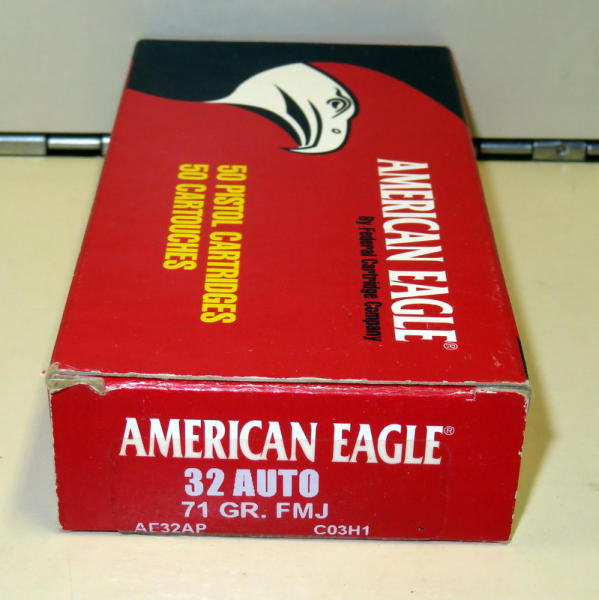 AMERICAN EAGLE®
By Federal Cartridge Company
50 PISTOL CARTRIDGES
50 CARTOUCHES
AMERICAN EAGLE®
32 AUTO
71 GR. FMJ
AE32AP C03H1